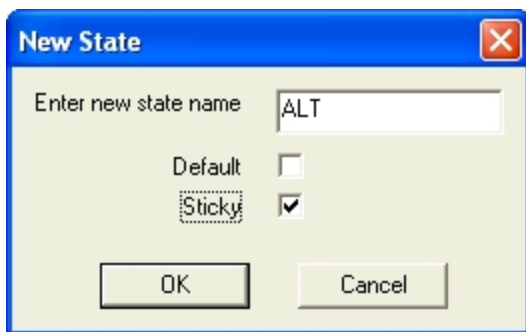 New State
Enter new state name ALT
Default
Sticky
OK Cancel